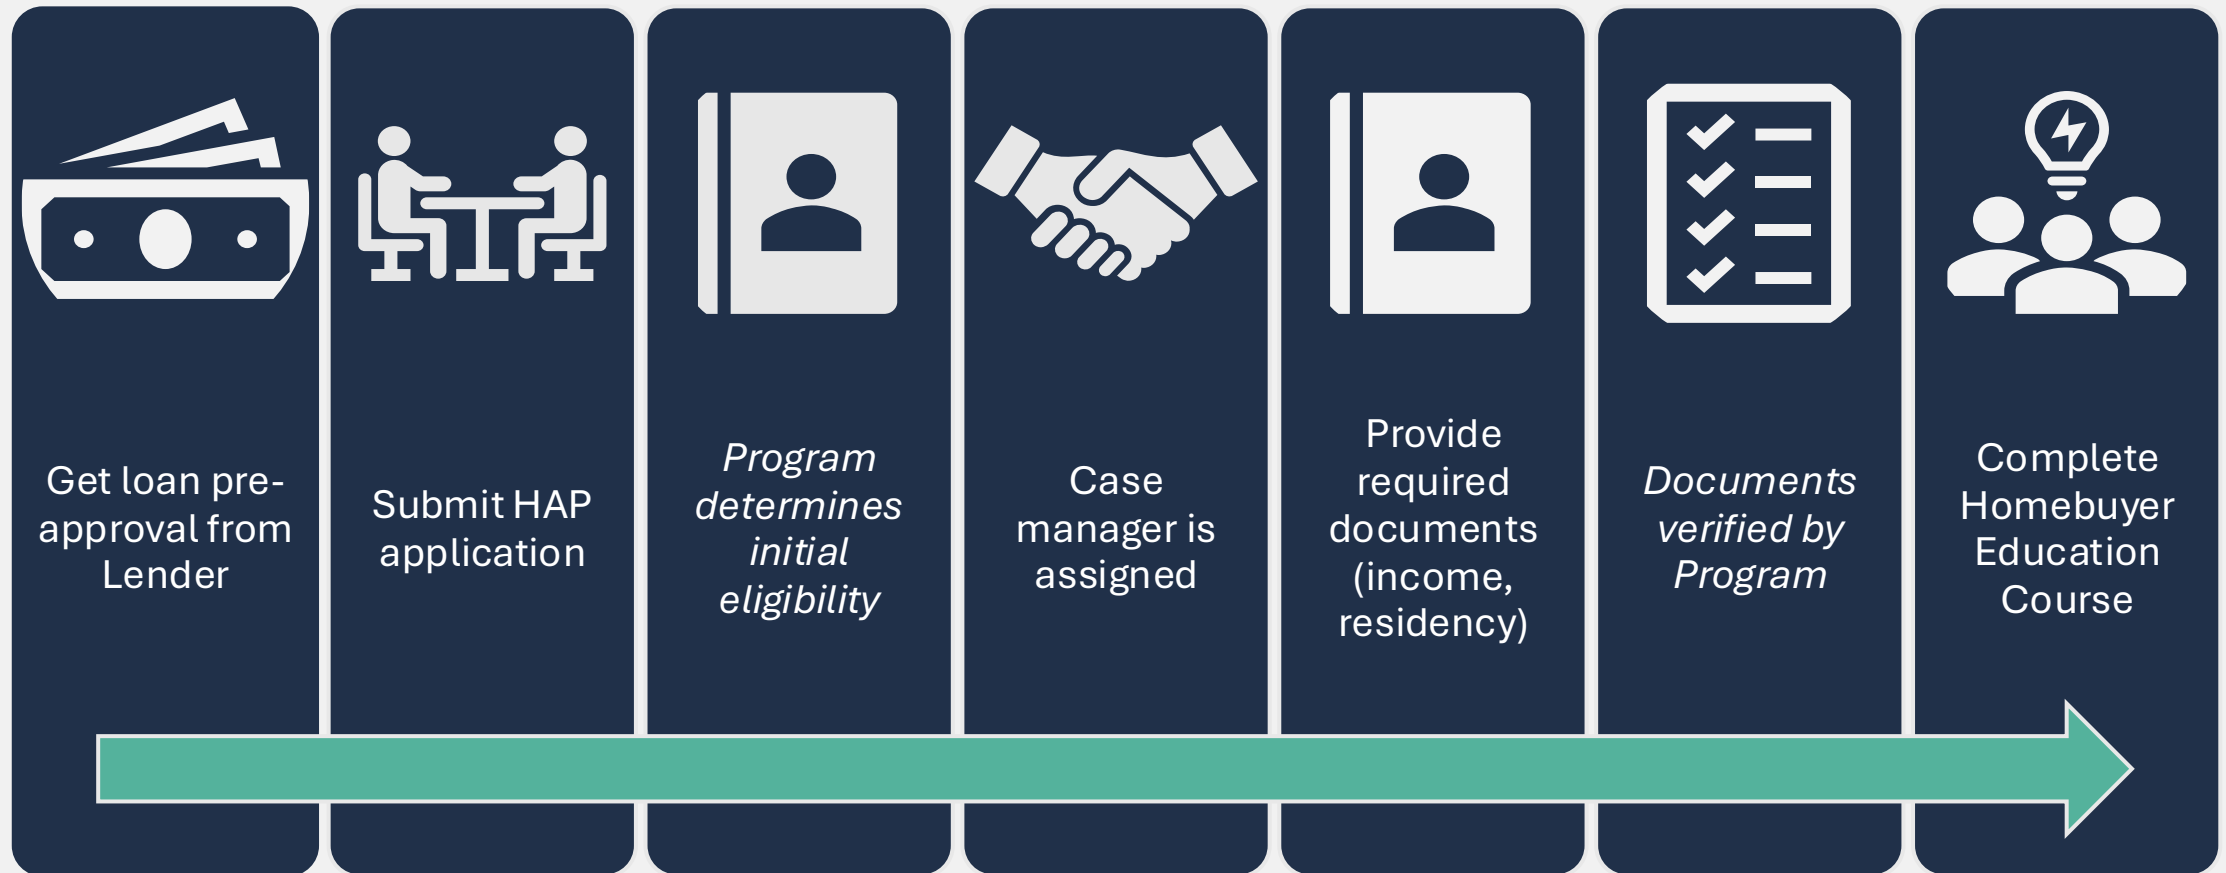 Get loan pre-
approval from
Lender
Submit HAP
application
Program
determines
initial
eligibility
Case
manager is
assigned
Provide
required
documents
(income,
residency)
Documents
verified by
Program
Complete
Homebuyer
Education
Course